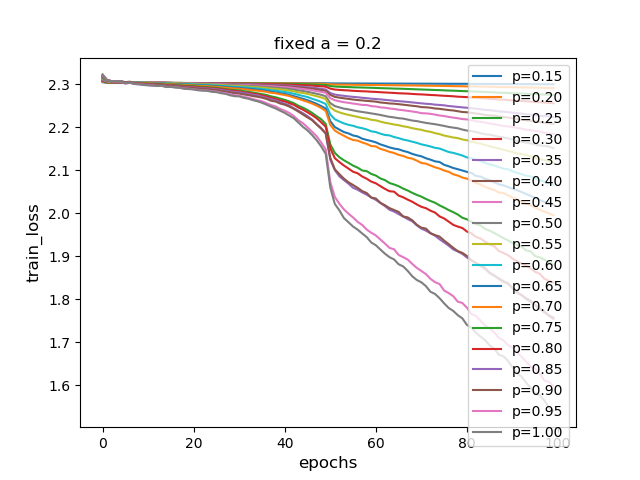 fixed a = 0.2
train_loss
2.3
2.2
2.1
2.0
1.9
1.8
1.7
1.6
p=0.15
p=0.20
p=0.25
p=0.30
p=0.35
p=0.40
p=0.45
p=0.50
p=0.55
p=0.60
p=0.65
p=0.70
p=0.75
p=0.80
p=0.85
p=0.90
p=0.95
p=1.00
0 20 40 60 80 100
epochs